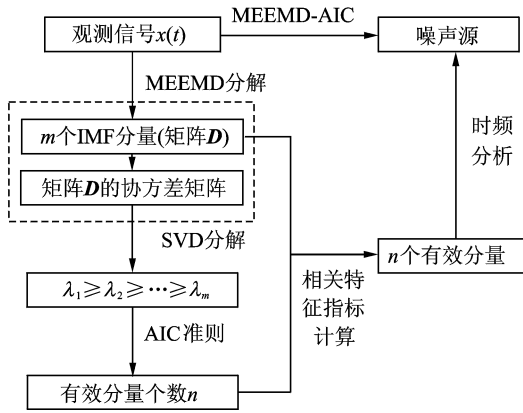 MEEMD-AIC
观测信号x(t)
噪声源
MEEMD分解
m个IMF分量(矩阵D)
时频
分析
矩阵D的协方差矩阵
SVD分解
n个有效分量
λ₁≥λ₂≥⋯≥λₘ
相关特
征指标
计算
AIC准则
有效分量个数n